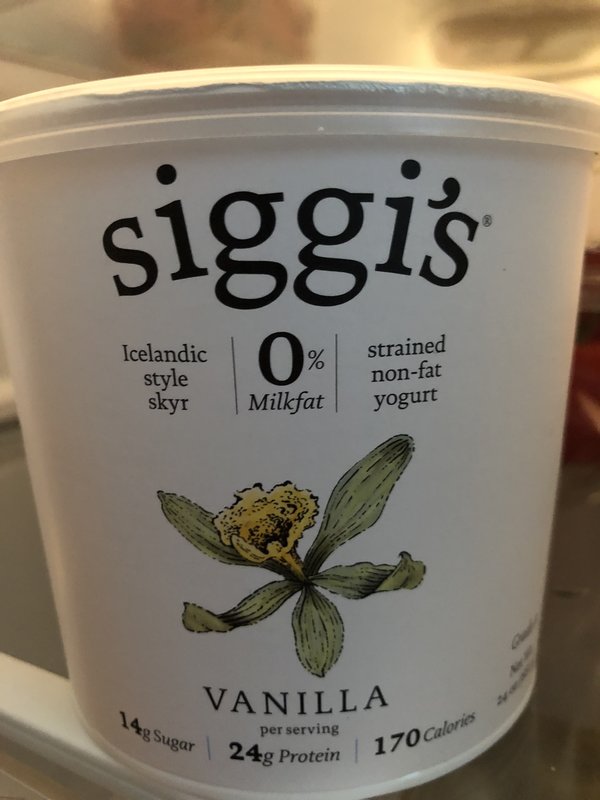 siggi's®
Icelandic
style
skyr
0%
Milkfat
strained
non-fat
yogurt
VANILLA
per serving
14g Sugar | 24g Protein | 170 Calories